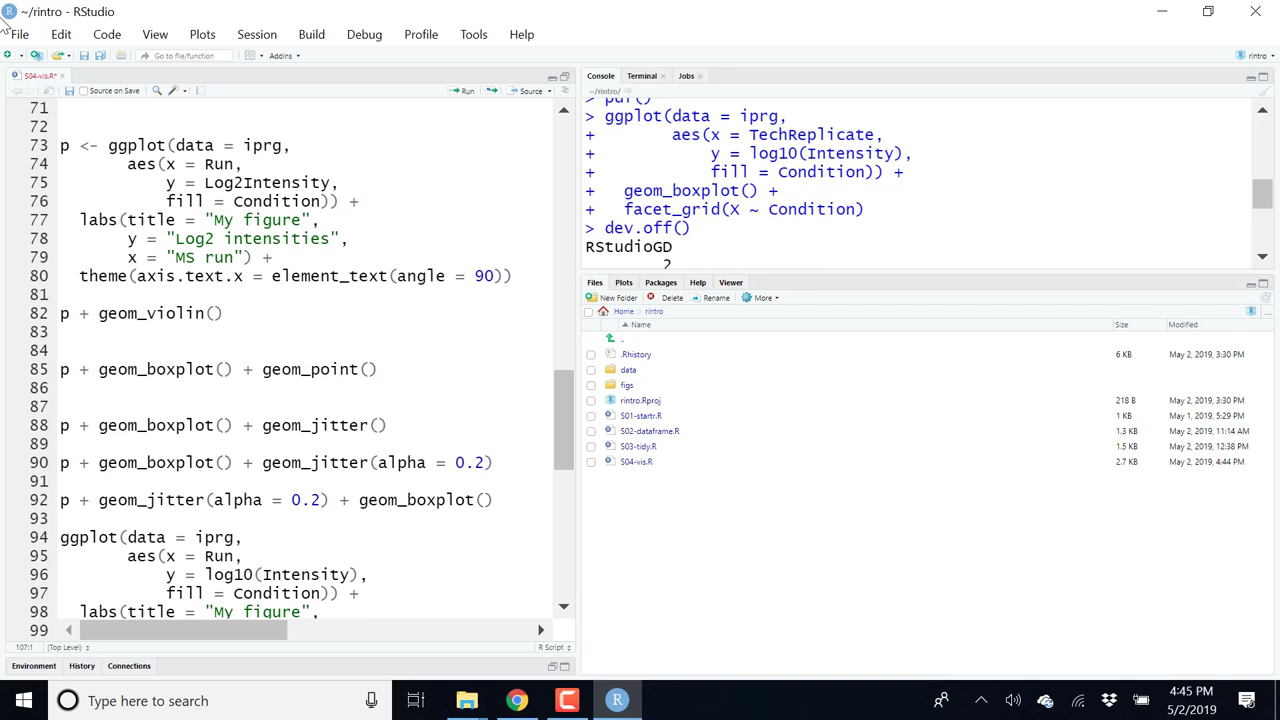 ~/rintro - RStudio
File Edit Code View Plots Session Build Debug Profile Tools Help
Go to file/function Addins rintro
S04-vis.R*
Source on Save Run Source
71
72
73 p <- ggplot(data = iprg,
74 aes(x = Run,
75 y = Log2Intensity,
76 fill = Condition)) +
77 labs(title = "My figure",
78 y = "Log2 intensities",
79 x = "MS run") +
80 theme(axis.text.x = element_text(angle = 90))
81
82 p + geom_violin()
83
84
85 p + geom_boxplot() + geom_point()
86
87
88 p + geom_boxplot() + geom_jitter()
89
90 p + geom_boxplot() + geom_jitter(alpha = 0.2)
91
92 p + geom_jitter(alpha = 0.2) + geom_boxplot()
93
94 ggplot(data = iprg,
95 aes(x = Run,
96 y = log10(Intensity),
97 fill = Condition)) +
98 labs(title = "My figure",
99
107:1 (Top Level) R Script
Environment History Connections
Console Terminal Jobs
~/rintro/
> pdf()
> ggplot(data = iprg,
+ aes(x = TechReplicate,
+ y = log10(Intensity),
+ fill = Condition)) +
+ geom_boxplot() +
+ facet_grid(X ~ Condition)
> dev.off()
RStudioGD
2
Files Plots Packages Help Viewer
New Folder Delete Rename More
Home rintro
Name Size Modified
..
.Rhistory 6 KB May 2, 2019, 3:30 PM
data
figs
rintro.Rproj 218 B May 2, 2019, 3:30 PM
S01-startr.R 1 KB May 1, 2019, 5:29 PM
S02-dataframe.R 1.3 KB May 2, 2019, 11:14 AM
S03-tidy.R 1.5 KB May 2, 2019, 12:38 PM
S04-vis.R 2.7 KB May 2, 2019, 4:44 PM
Type here to search
4:45 PM
5/2/2019